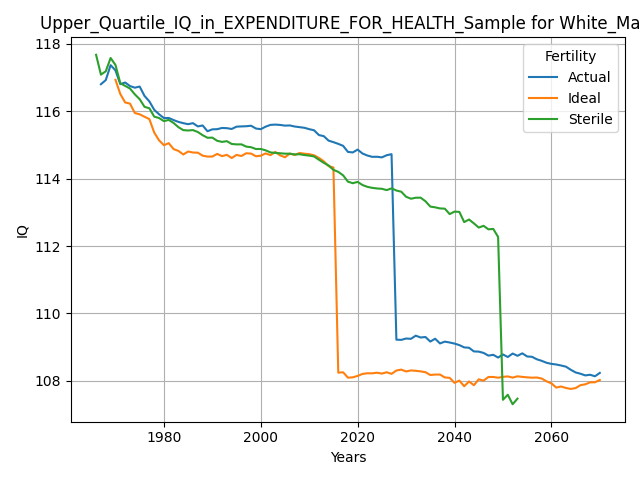 Upper_Quartile_IQ_in_EXPENDITURE_FOR_HEALTH_Sample for White_Ma
118
116
114
112
110
108
IQ
Fertility
Actual
Ideal
Sterile
1980
2000
2020
2040
2060
Years